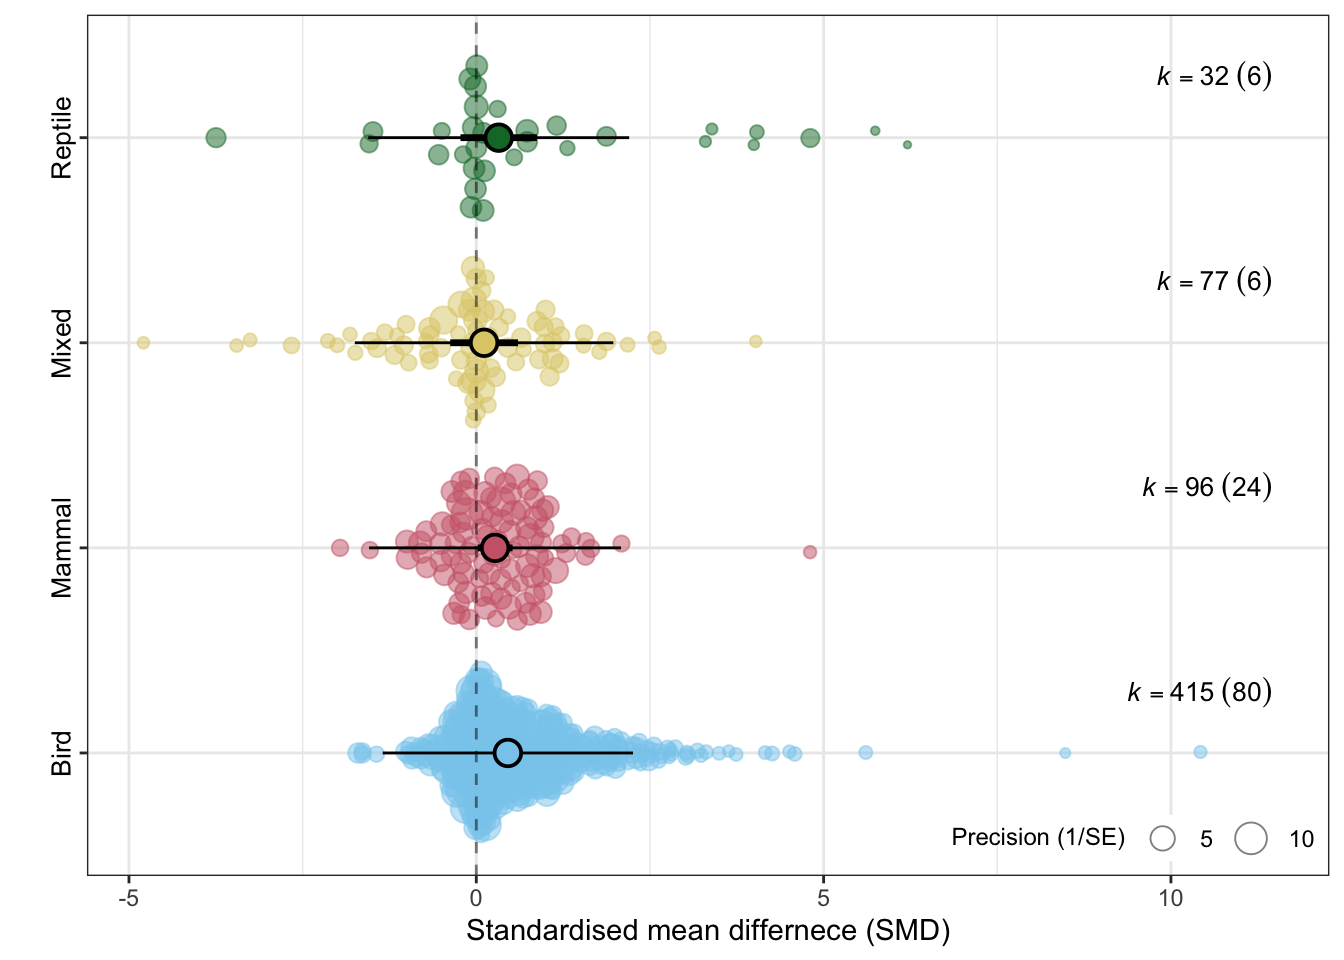 Reptile
k = 32 (6)
Mixed
k = 77 (6)
Mammal
k = 96 (24)
Bird
k = 415 (80)
Precision (1/SE) 5 10
-5 0 5 10
Standardised mean differnece (SMD)